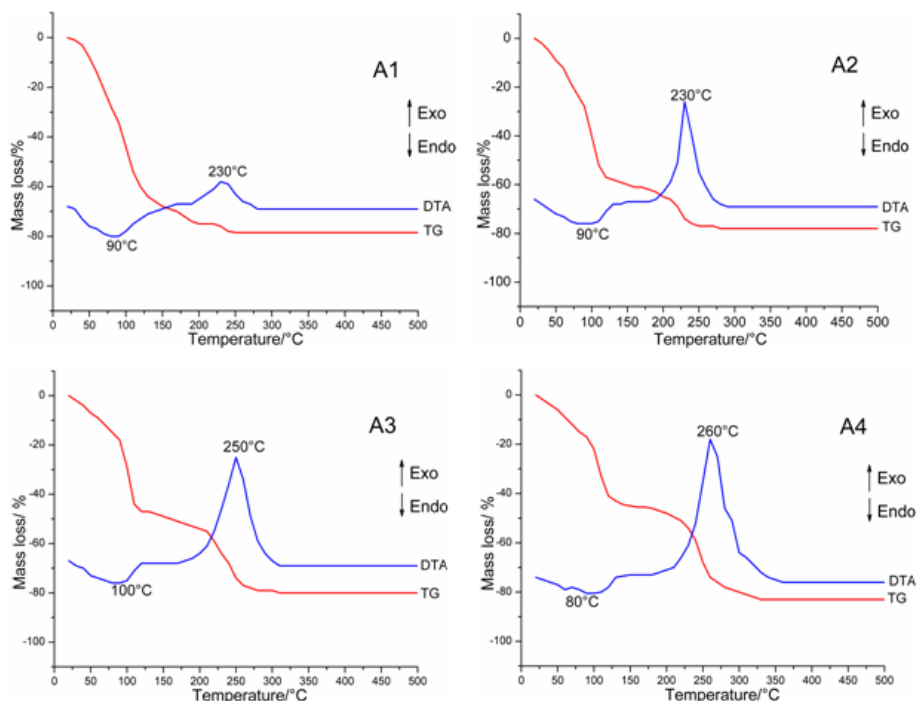 A1
Mass loss/%
0
-20
-40
-60
-80
-100
Exo
Endo
230°C
90°C
DTA
TG
0 50 100 150 200 250 300 350 400 450 500
Temperature/°C
A2
Mass loss/%
0
-20
-40
-60
-80
-100
230°C
Exo
Endo
90°C
DTA
TG
0 50 100 150 200 250 300 350 400 450 500
Temperature/°C
A3
Mass loss/ %
0
-20
-40
-60
-80
-100
250°C
Exo
Endo
100°C
DTA
TG
0 50 100 150 200 250 300 350 400 450 500
Temperature/°C
A4
Mass loss/ %
0
-20
-40
-60
-80
-100
260°C
Exo
Endo
80°C
DTA
TG
0 50 100 150 200 250 300 350 400 450 500
Temperature/°C